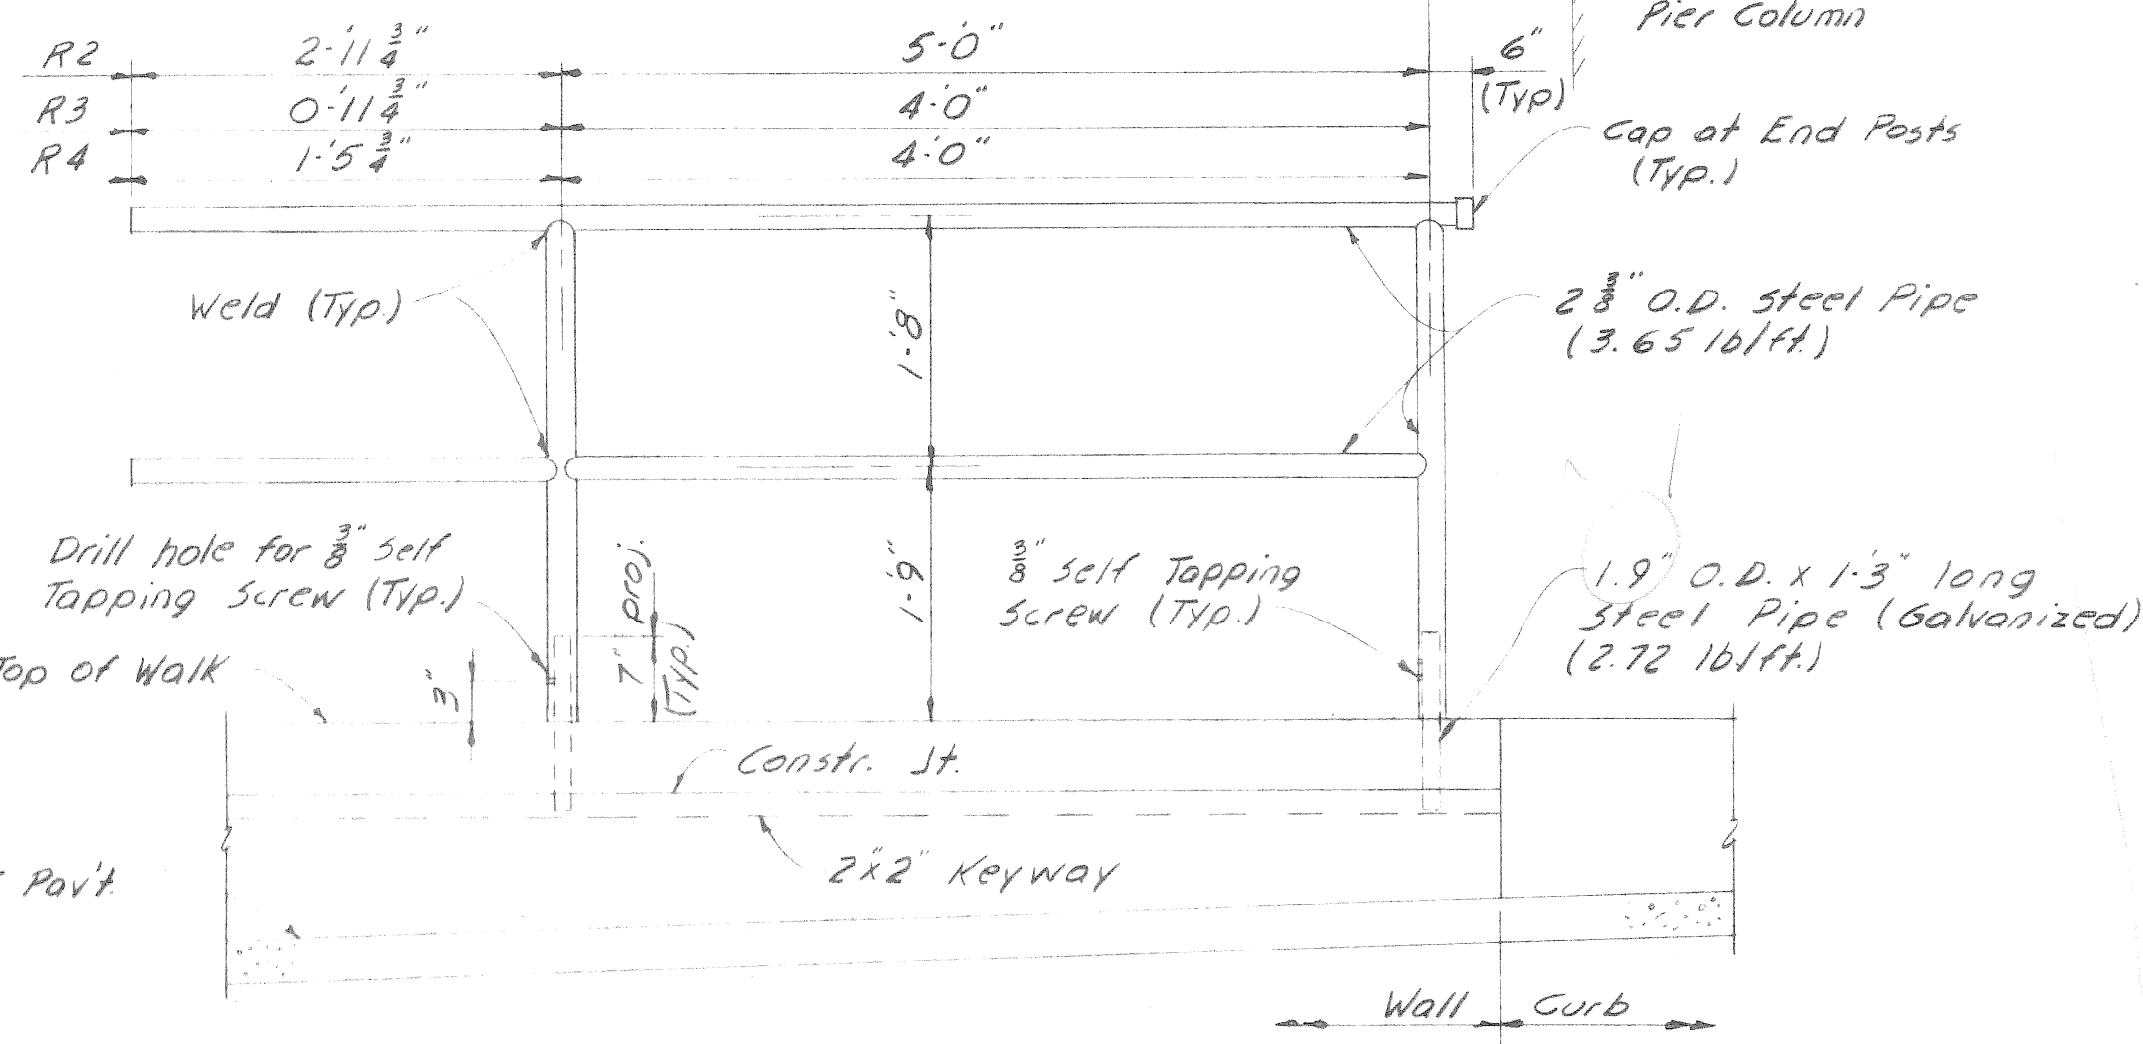 Pier Column
R2 2'-11 3/4" 5'-0" 6"
(Typ)
R3 0'-11 3/4" 4'-0"
R4 1'-5 3/4" 4'-0"
Cap at End Posts
(Typ.)
Weld (Typ.)
1'-8"
2 3/8" O.D. Steel Pipe
(3.65 lb/ft.)
Drill hole for 3/8" Self
Tapping Screw (Typ.)
7" proj.
(Typ.)
1'-9"
3/8" Self Tapping
Screw (Typ.)
1.9" O.D. x 1'-3" long
Steel Pipe (Galvanized)
(2.72 lb/ft.)
Top of Walk
3"
Constr. Jt.
2"x2" Keyway
Pav't.
Wall Curb